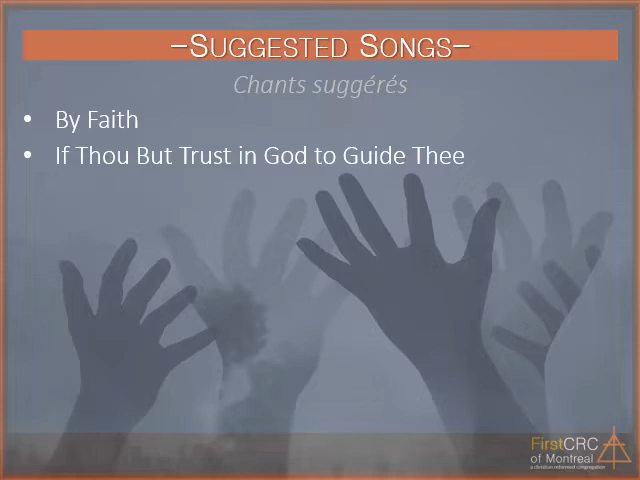 -SUGGESTED SONGS-
Chants suggérés
• By Faith
• If Thou But Trust in God to Guide Thee
FirstCRC
of Montreal
a christian reformed congregation